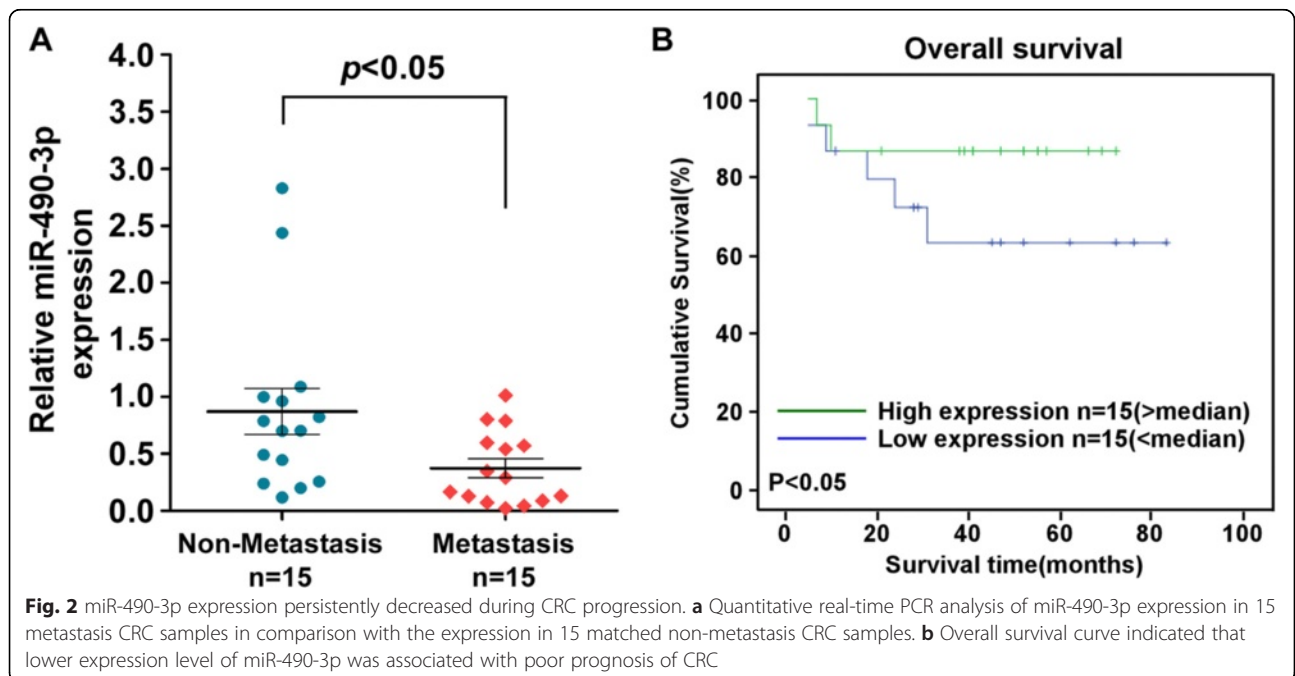 A
Relative miR-490-3p
expression
4.0
3.5
3.0
2.5
2.0
1.5
1.0
0.5
0.0
p<0.05
Non-Metastasis
n=15
Metastasis
n=15
B
Overall survival
Cumulative Survival(%)
100
80
60
40
20
0
High expression n=15(>median)
Low expression n=15(<median)
P<0.05
0 20 40 60 80 100
Survival time(months)
Fig. 2 miR-490-3p expression persistently decreased during CRC progression. a Quantitative real-time PCR analysis of miR-490-3p expression in 15
metastasis CRC samples in comparison with the expression in 15 matched non-metastasis CRC samples. b Overall survival curve indicated that
lower expression level of miR-490-3p was associated with poor prognosis of CRC